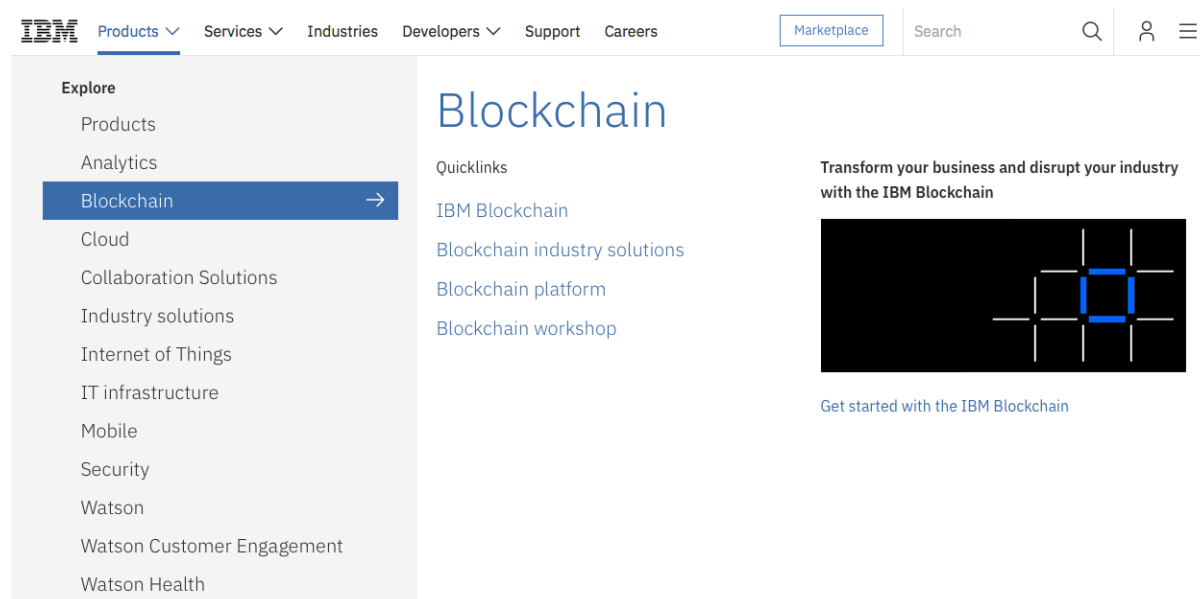 IBM Products Services Industries Developers Support Careers Marketplace Search
Explore
Products
Analytics
Blockchain
Cloud
Collaboration Solutions
Industry solutions
Internet of Things
IT infrastructure
Mobile
Security
Watson
Watson Customer Engagement
Watson Health
Blockchain
Quicklinks
IBM Blockchain
Blockchain industry solutions
Blockchain platform
Blockchain workshop
Transform your business and disrupt your industry
with the IBM Blockchain
Get started with the IBM Blockchain